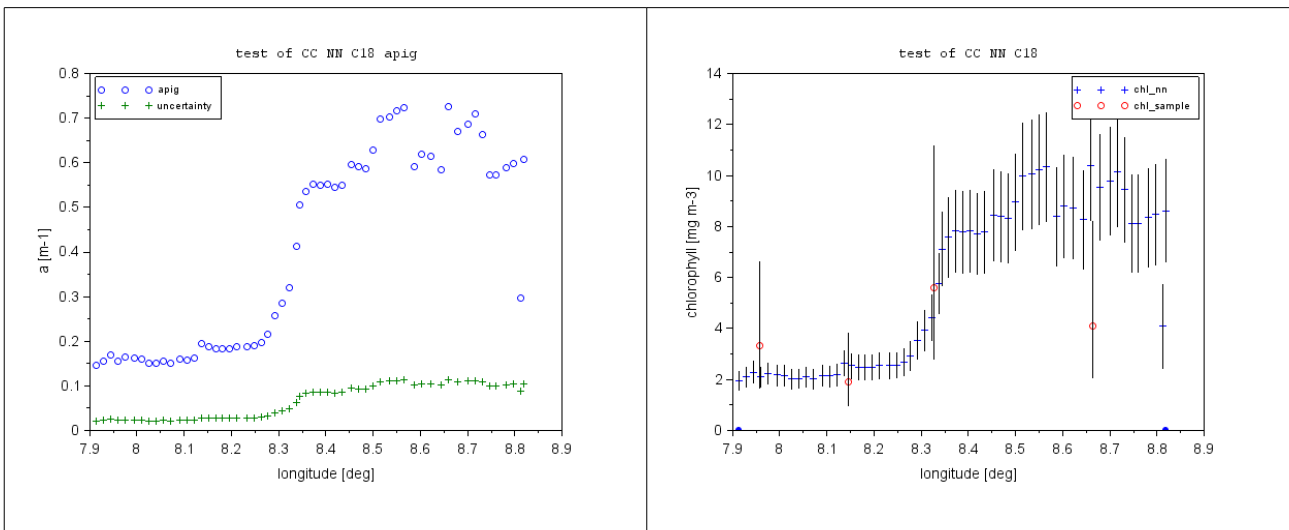 test of CC NN C18 apig
0.8
0.7
0.6
0.5
0.4
0.3
0.2
0.1
0
a [m-1]
apig
uncertainty
7.9 8 8.1 8.2 8.3 8.4 8.5 8.6 8.7 8.8 8.9
longitude [deg]
test of CC NN C18
14
12
10
8
6
4
2
0
chlorophyll [mg m-3]
chl_nn
chl_sample
7.9 8 8.1 8.2 8.3 8.4 8.5 8.6 8.7 8.8 8.9
longitude [deg]